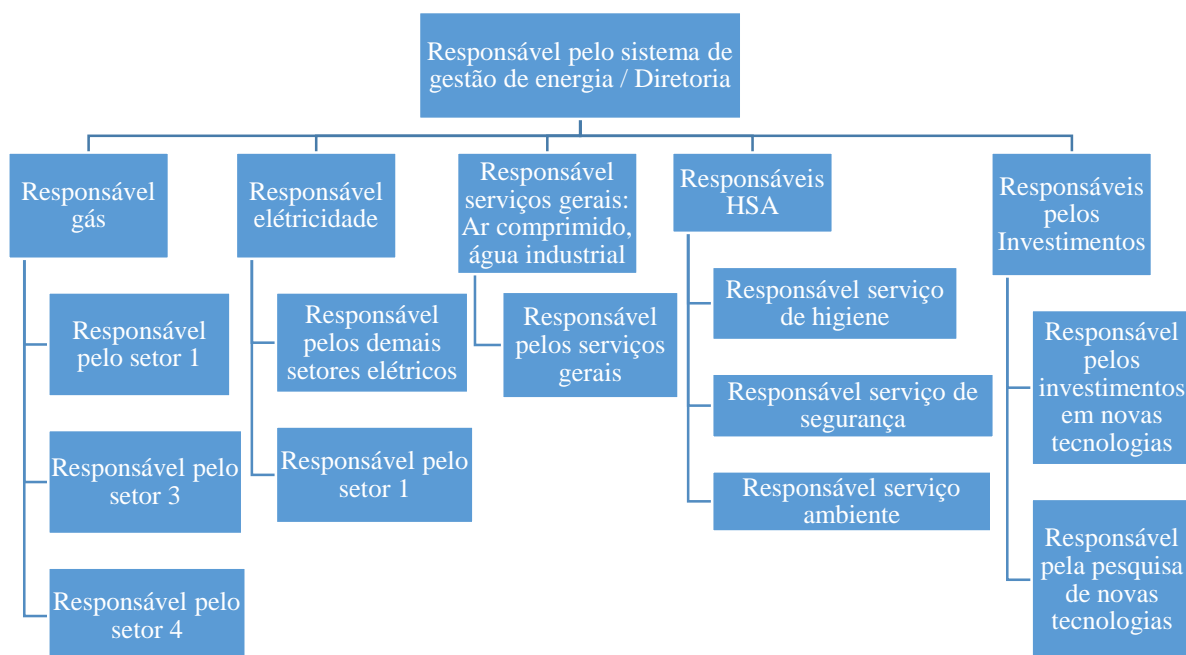 Responsável pelo sistema de
gestão de energia / Diretoria
Responsável
gás
Responsável
pelo setor 1
Responsável pelo
setor 3
Responsável pelo
setor 4
Responsável
elétricidade
Responsável
pelos demais
setores elétricos
Responsável pelo
setor 1
Responsável
serviços gerais:
Ar comprimido,
água industrial
Responsável
pelos serviços
gerais
Responsáveis
HSA
Responsável serviço
de higiene
Responsável serviço de
segurança
Responsável serviço
ambiente
Responsáveis
pelos
Investimentos
Responsável
pelos
investimentos
em novas
tecnologias
Responsável
pela pesquisa
de novas
tecnologias